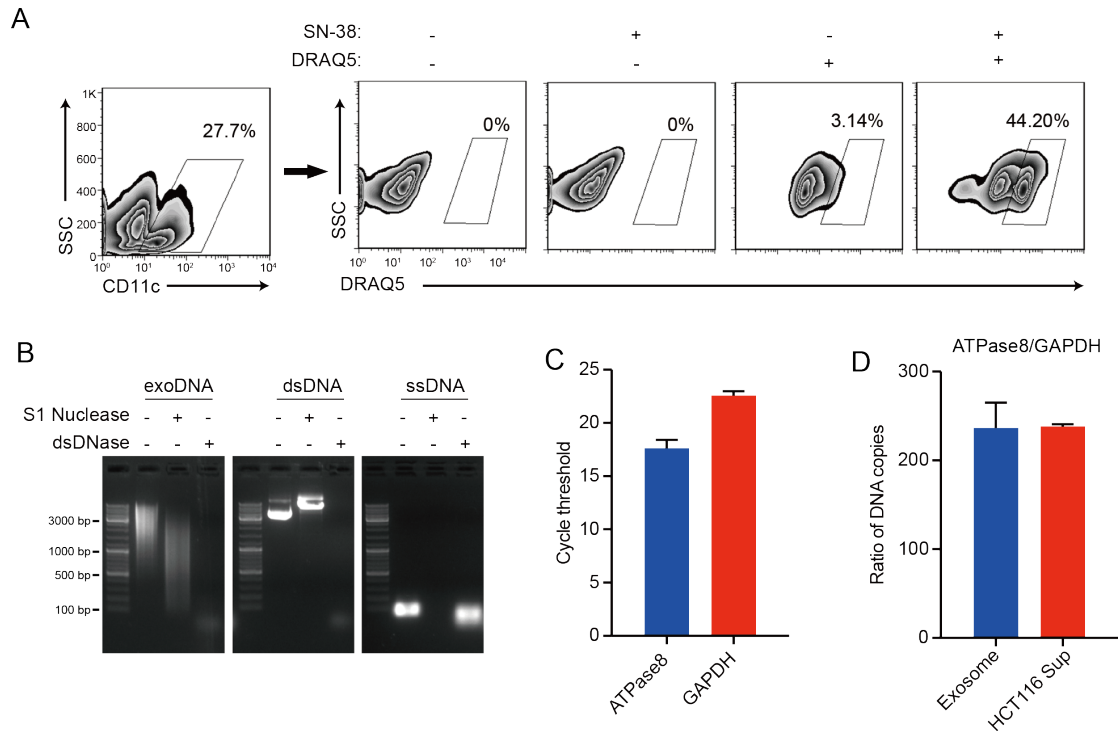 A
SN-38: - + - +
DRAQ5: - - + +
1K
800
600
400
200
0
SSC
27.7%
10⁰ 10¹ 10² 10³ 10⁴
CD11c
SSC
0%
0%
3.14%
44.20%
10⁰ 10¹ 10² 10³ 10⁴
DRAQ5
B
exoDNA dsDNA ssDNA
S1 Nuclease - + - - + - - + -
dsDNase - - + - - + - - +
3000 bp
1000 bp
500 bp
100 bp
C
Cycle threshold
25
20
15
10
5
0
ATPase8
GAPDH
D
ATPase8/GAPDH
Ratio of DNA copies
300
200
100
0
Exosome
HCT116 Sup